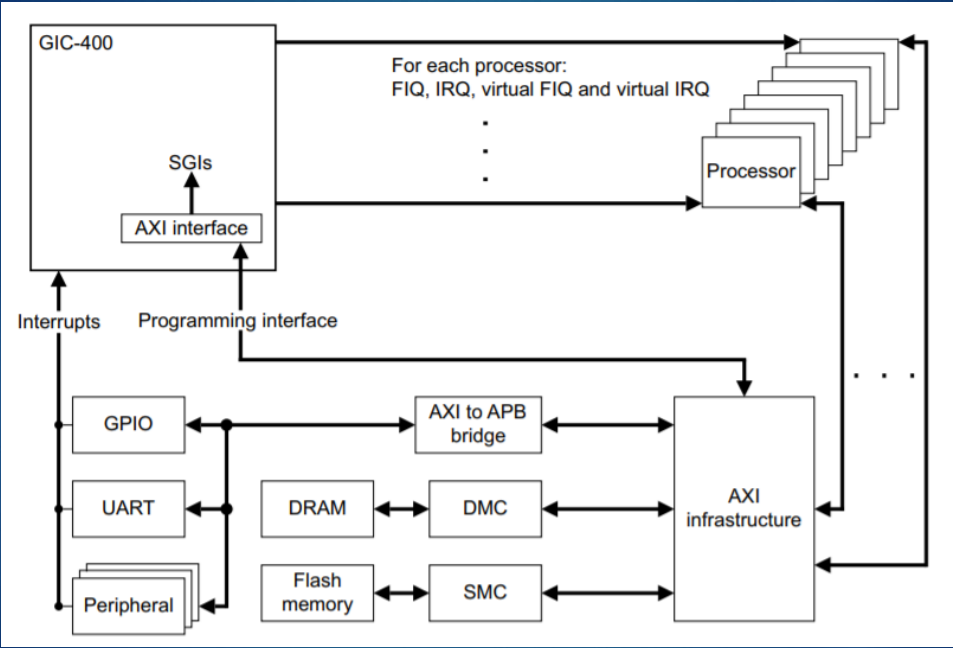 GIC-400
For each processor:
FIQ, IRQ, virtual FIQ and virtual IRQ
.
.
.
SGIs
Processor
AXI interface
Interrupts
Programming interface
. . .
GPIO
AXI to APB
bridge
UART
DRAM
DMC
AXI
infrastructure
Flash
memory
SMC
Peripheral